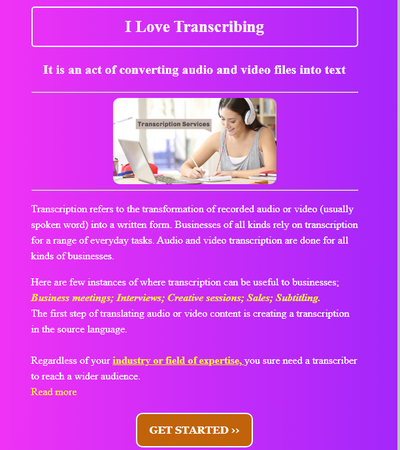 I Love Transcribing
It is an act of converting audio and video files into text
Transcription Services
Transcription refers to the transformation of recorded audio or video (usually
spoken word) into a written form. Businesses of all kinds rely on transcription
for a range of everyday tasks. Audio and video transcription are done for all
kinds of businesses.
Here are few instances of where transcription can be useful to businesses;
Business meetings; Interviews; Creative sessions; Sales; Subtitling.
The first step of translating audio or video content is creating a transcription
in the source language.
Regardless of your industry or field of expertise, you sure need a transcriber
to reach a wider audience.
Read more
GET STARTED ››